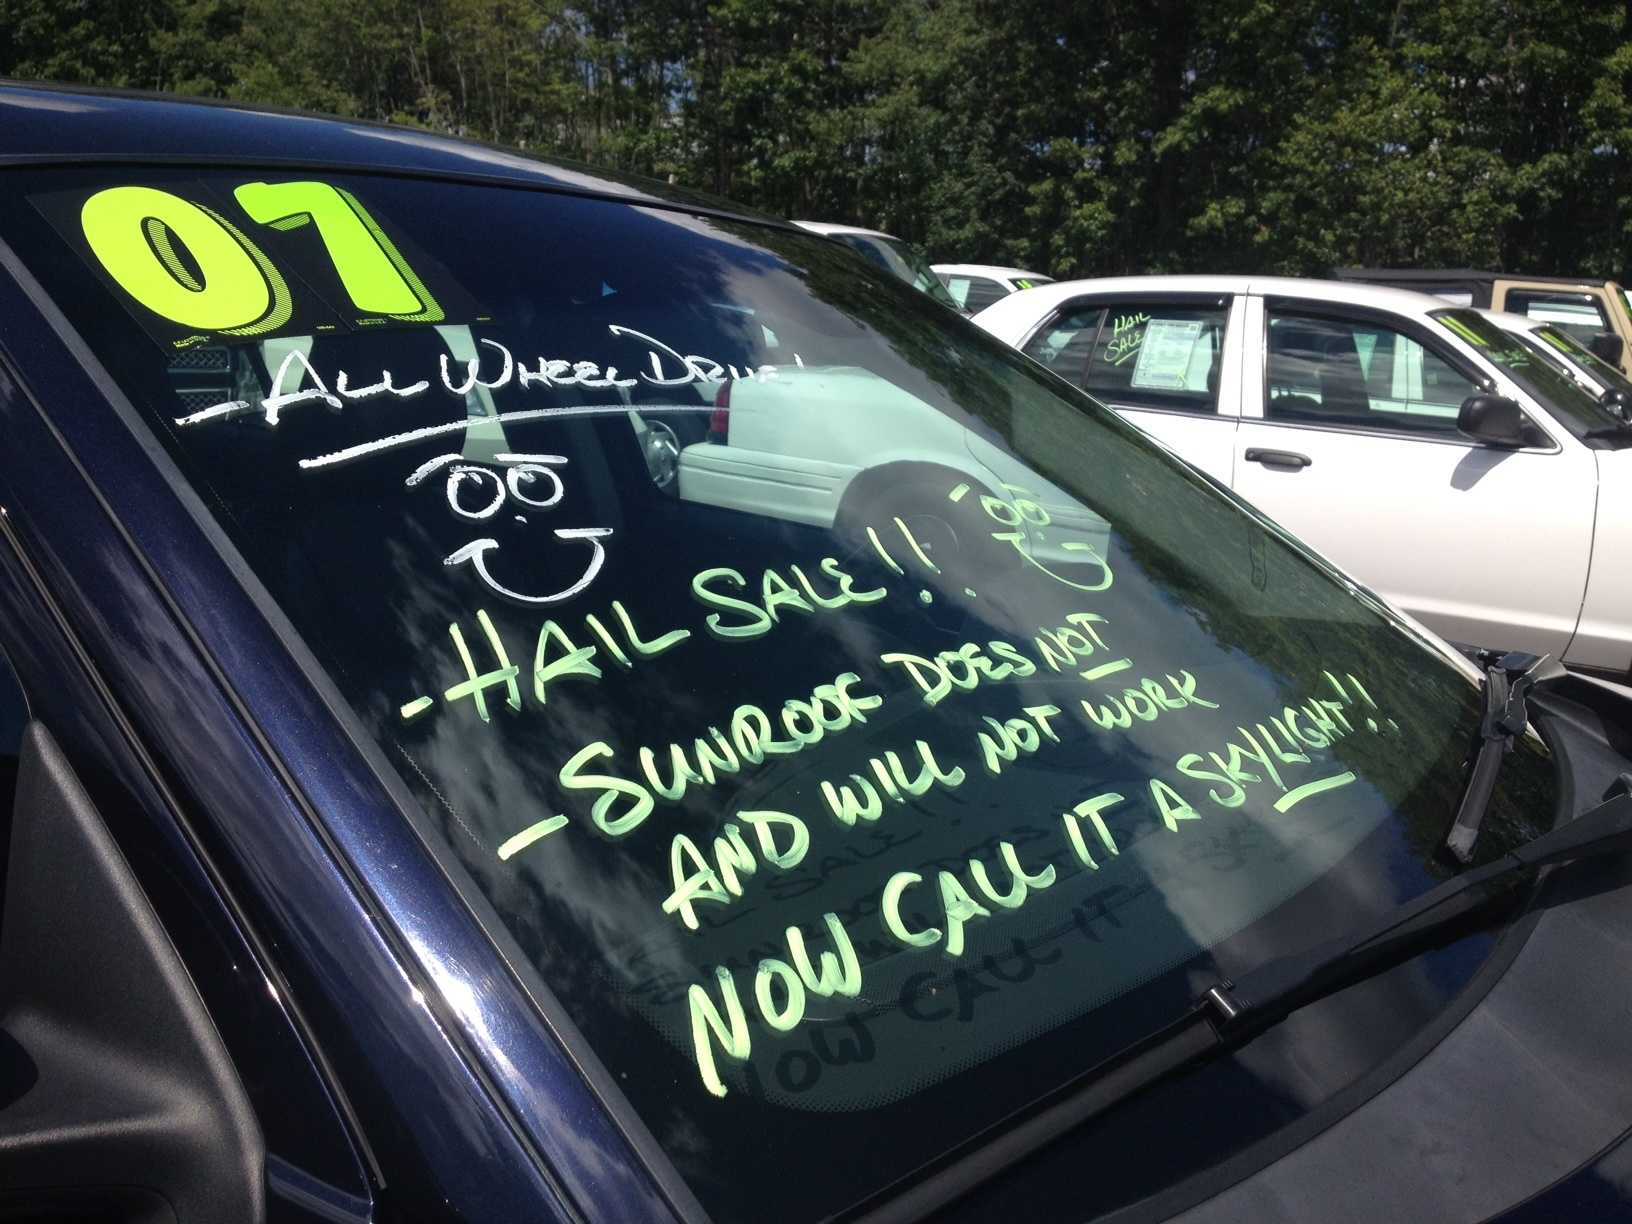 07
- ALL WHEEL DRIVE!
- HAIL SALE!!
- SUNROOF DOES NOT
AND WILL NOT WORK
NOW CALL IT A SKYLIGHT!!
HAIL
SALE